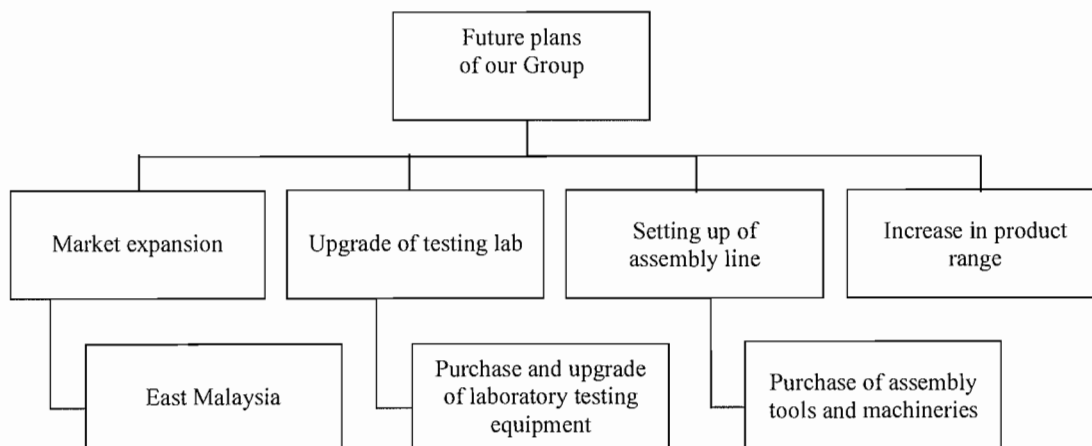 Future plans
of our Group
Market expansion
Upgrade of testing lab
Setting up of
assembly line
Increase in product
range
East Malaysia
Purchase and upgrade
of laboratory testing
equipment
Purchase of assembly
tools and machineries